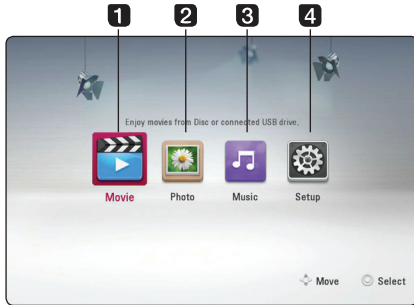 1 2 3 4
Enjoy movies from Disc or connected USB drive.
Movie Photo Music Setup
Move Select